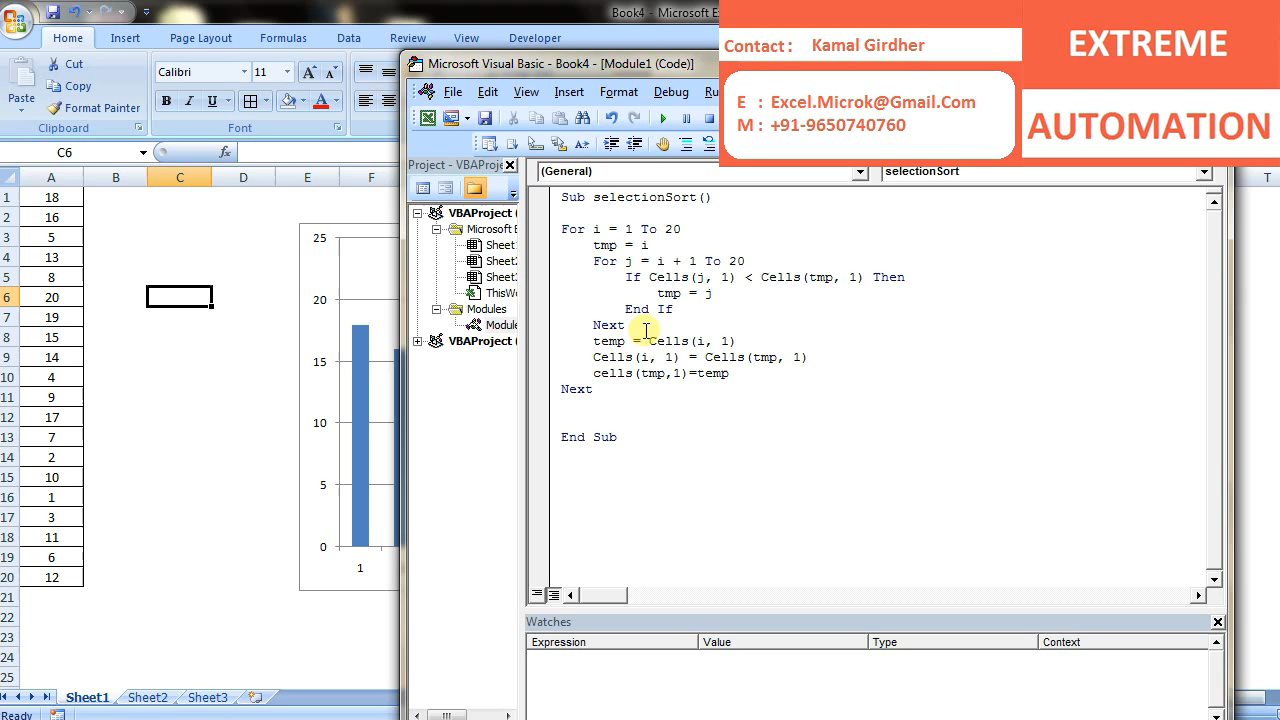 Book4 - Microsoft E
Contact : Kamal Girdher
E : Excel.Microk@Gmail.Com
M : +91-9650740760
EXTREME
AUTOMATION
Home Insert Page Layout Formulas Data Review View Developer
Cut
Copy
Format Painter
Paste
Clipboard
Calibri 11
B I U
Font
C6
fx
A B C D E F T
1 18
2 16
3 5
4 13
5 8
6 20
7 19
8 15
9 14
10 4
11 9
12 17
13 7
14 2
15 10
16 1
17 3
18 11
19 6
20 12
21
22
23
24
25
25
20
15
10
5
0
1
Sheet1 Sheet2 Sheet3
Ready
Microsoft Visual Basic - Book4 - [Module1 (Code)]
File Edit View Insert Format Debug Ru
Project - VBAProje
VBAProject (
Microsoft E
Sheet
Sheet2
Sheet3
ThisWo
Modules
Module
VBAProject (
(General) selectionSort
Sub selectionSort()
For i = 1 To 20
tmp = i
For j = i + 1 To 20
If Cells(j, 1) < Cells(tmp, 1) Then
tmp = j
End If
Next
temp = Cells(i, 1)
Cells(i, 1) = Cells(tmp, 1)
cells(tmp,1)=temp
Next
End Sub
Watches
Expression Value Type Context